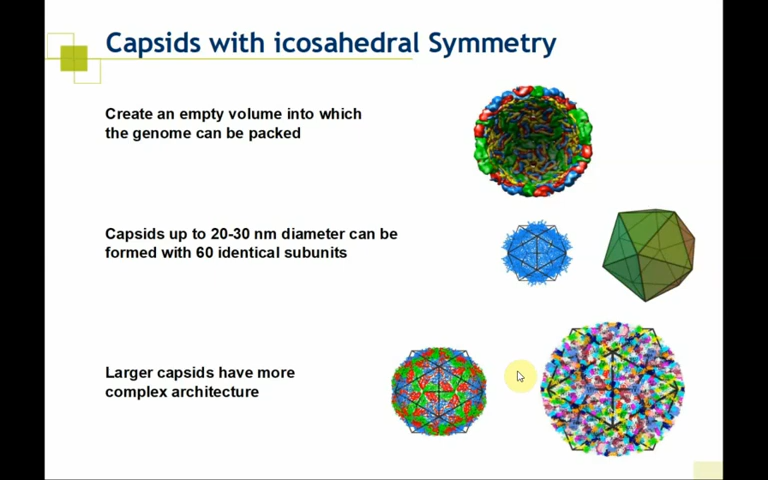 Capsids with icosahedral Symmetry
Create an empty volume into which
the genome can be packed
Capsids up to 20-30 nm diameter can be
formed with 60 identical subunits
Larger capsids have more
complex architecture